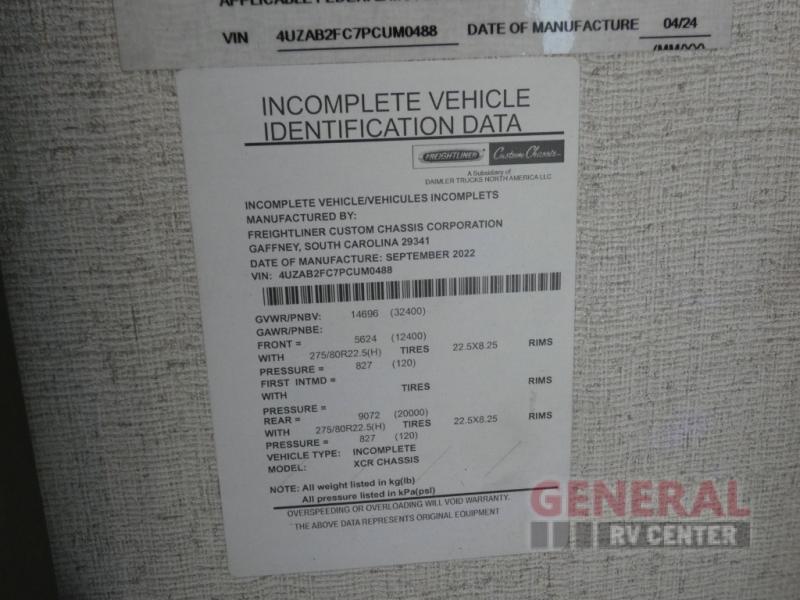 VIN 4UZAB2FC7PCUM0488 DATE OF MANUFACTURE 04/24
INCOMPLETE VEHICLE
IDENTIFICATION DATA
FREIGHTLINER Custom Chassis
A Subsidiary of
DAIMLER TRUCKS NORTH AMERICA LLC
INCOMPLETE VEHICLE/VEHICULES INCOMPLETS
MANUFACTURED BY:
FREIGHTLINER CUSTOM CHASSIS CORPORATION
GAFFNEY, SOUTH CAROLINA 29341
DATE OF MANUFACTURE: SEPTEMBER 2022
VIN: 4UZAB2FC7PCUM0488
GVWR/PNBV: 14696 (32400)
GAWR/PNBE:
FRONT = 5624 (12400)
WITH 275/80R22.5(H) TIRES 22.5X8.25 RIMS
PRESSURE = 827 (120)
FIRST INTMD =
WITH TIRES RIMS
PRESSURE =
REAR = 9072 (20000)
WITH 275/80R22.5(H) TIRES 22.5X8.25 RIMS
PRESSURE = 827 (120)
VEHICLE TYPE: INCOMPLETE
MODEL: XCR CHASSIS
NOTE: All weight listed in kg(lb)
All pressure listed in kPa(psi)
OVERSPEEDING OR OVERLOADING WILL VOID WARRANTY.
THE ABOVE DATA REPRESENTS ORIGINAL EQUIPMENT
GENERAL
RV CENTER